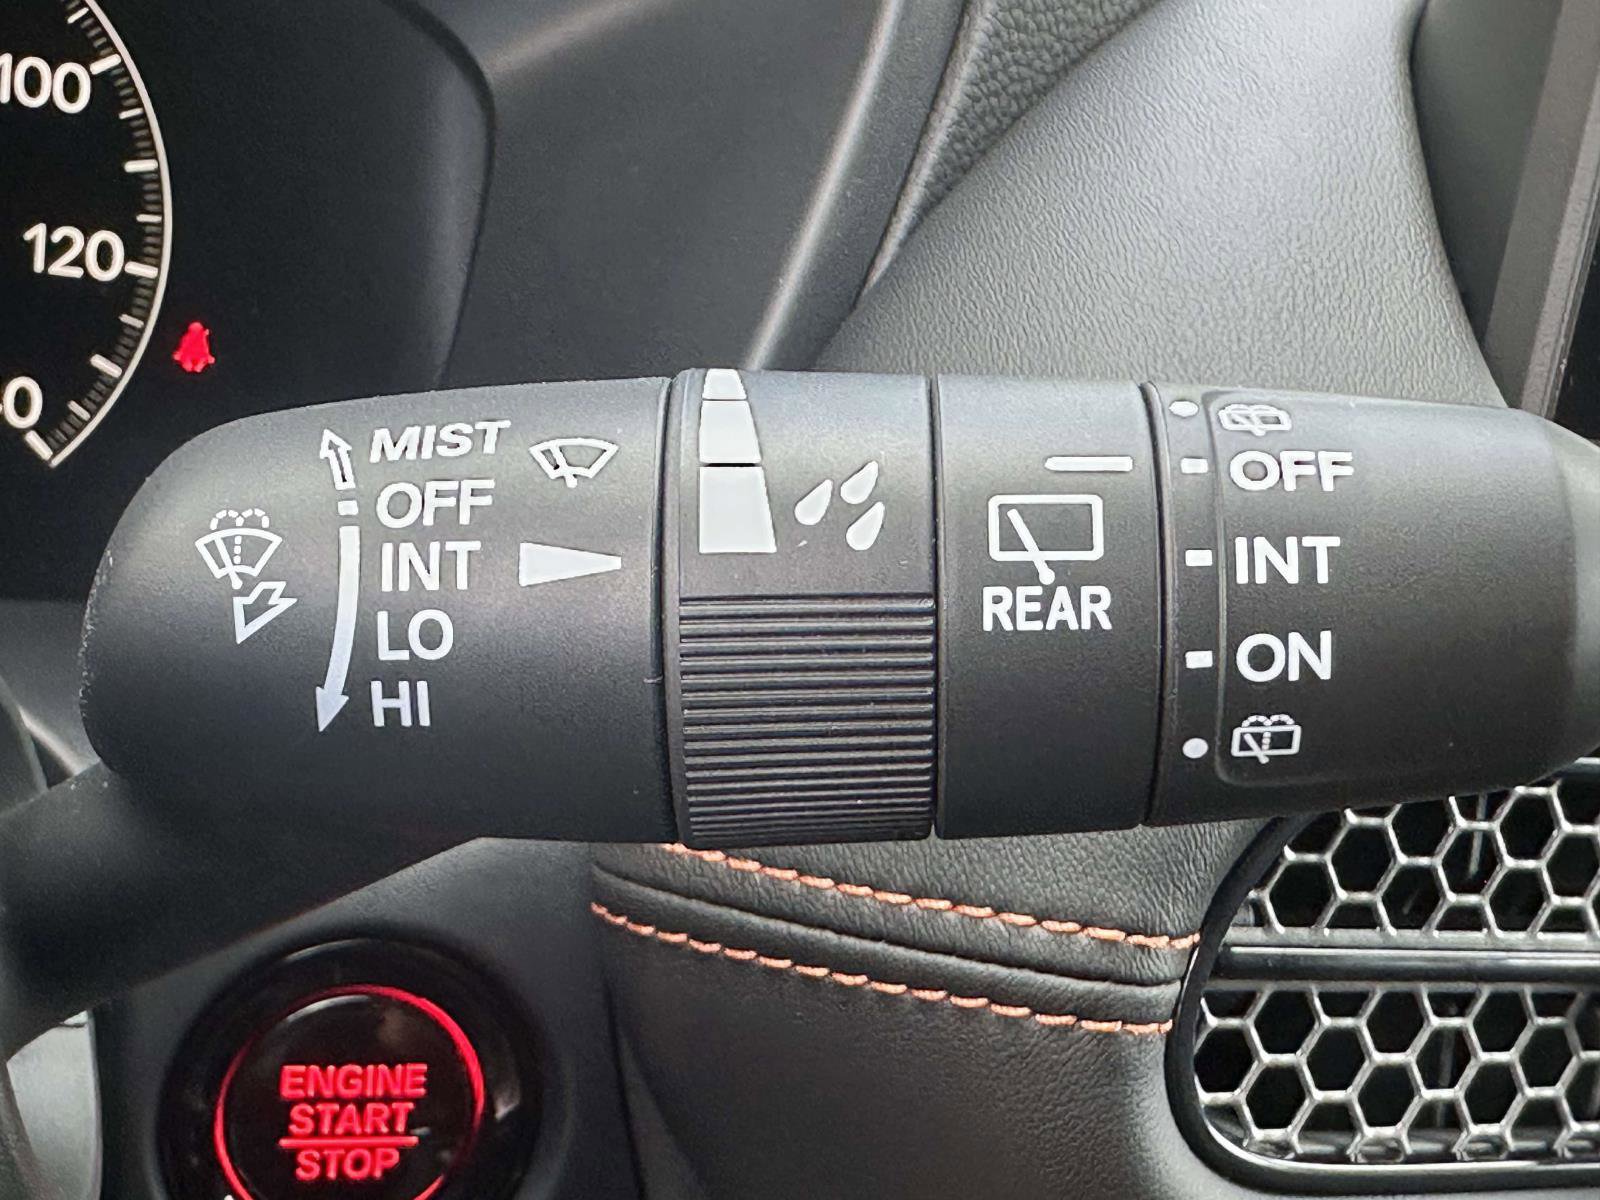 100
120
MIST
OFF
INT
LO
HI
REAR
OFF
INT
ON
ENGINE
START
STOP